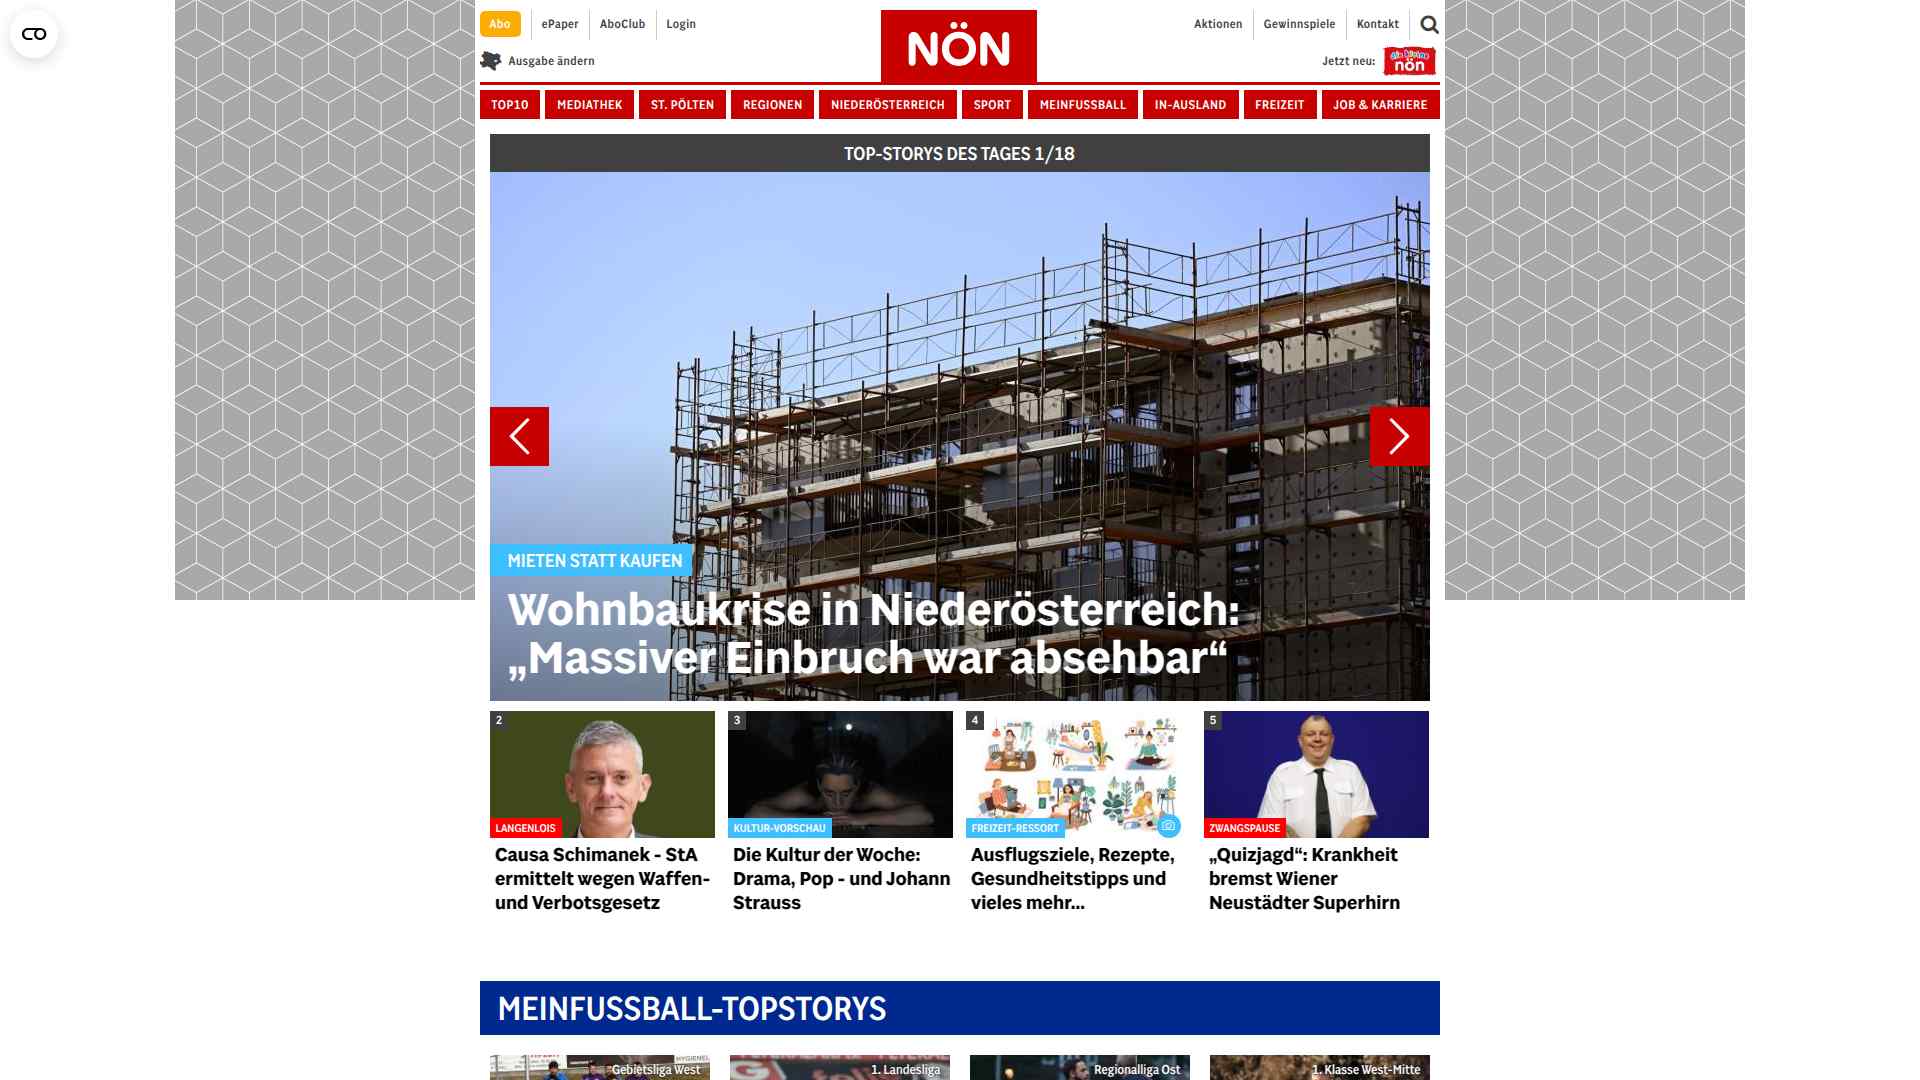 Abo
ePaper
AboClub
Login
NÖN
Aktionen
Gewinnspiele
Kontakt
Ausgabe ändern
Jetzt neu:
die kleine
nön
TOP10
MEDIATHEK
ST. PÖLTEN
REGIONEN
NIEDERÖSTERREICH
SPORT
MEINFUSSBALL
IN-AUSLAND
FREIZEIT
JOB & KARRIERE
TOP-STORYS DES TAGES 1/18
MIETEN STATT KAUFEN
Wohnbaukrise in Niederösterreich:
„Massiver Einbruch war absehbar“
2
LANGENLOIS
Causa Schimanek - StA
ermittelt wegen Waffen-
und Verbotsgesetz
3
KULTUR-VORSCHAU
Die Kultur der Woche:
Drama, Pop - und Johann
Strauss
4
FREIZEIT-RESSORT
Ausflugsziele, Rezepte,
Gesundheitstipps und
vieles mehr...
5
ZWANGSPAUSE
„Quizjagd“: Krankheit
bremst Wiener
Neustädter Superhirn
MEINFUSSBALL-TOPSTORYS
Gebietsliga West
1. Landesliga
Regionalliga Ost
1. Klasse West-Mitte